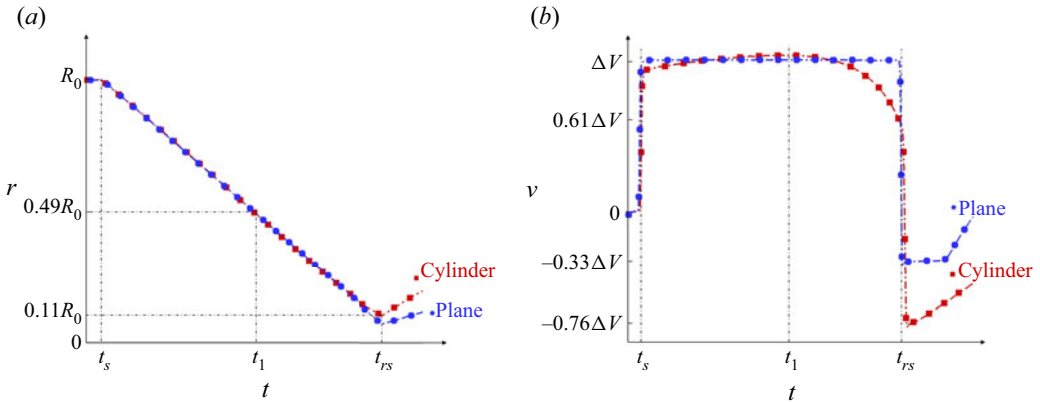 (a)
R₀
r
0.49R₀
0.11R₀
0
Cylinder
Plane
tₛ
t₁
tᵣₛ
t
(b)
ΔV
0.61ΔV
v
0
−0.33ΔV
−0.76ΔV
Plane
Cylinder
tₛ
t₁
tᵣₛ
t